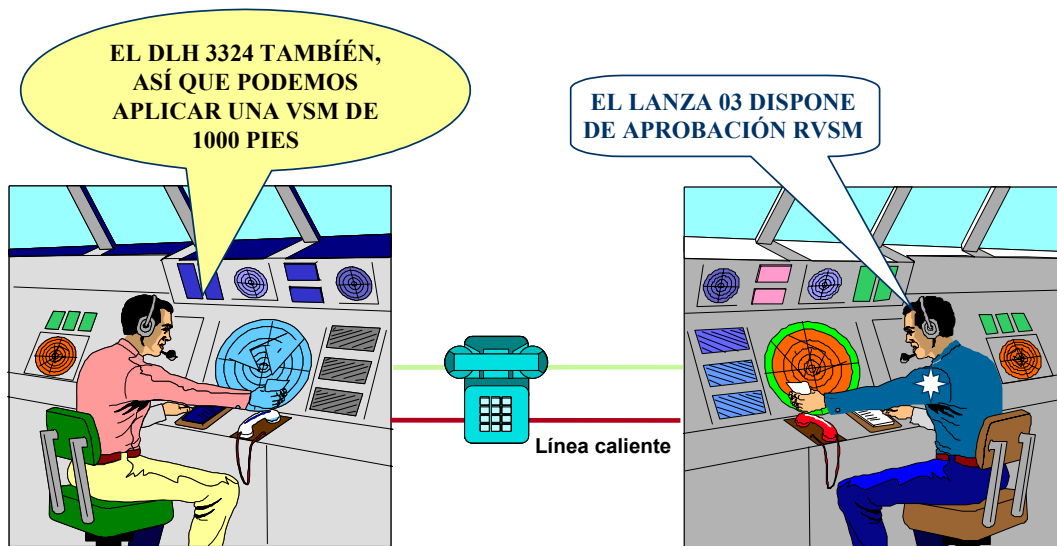 EL DLH 3324 TAMBÍÉN,
ASÍ QUE PODEMOS
APLICAR UNA VSM DE
1000 PIES
EL LANZA 03 DISPONE
DE APROBACIÓN RVSM
Línea caliente